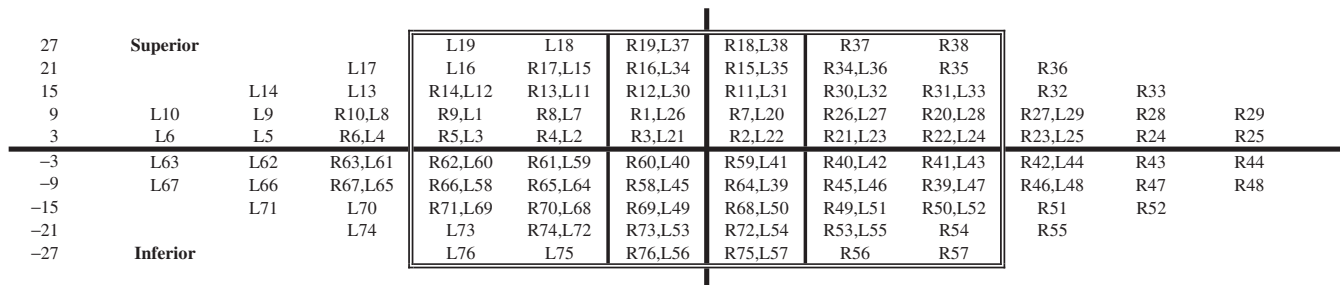 27 Superior L19 L18 R19,L37 R18,L38 R37 R38
21 L17 L16 R17,L15 R16,L34 R15,L35 R34,L36 R35 R36
15 L14 L13 R14,L12 R13,L11 R12,L30 R11,L31 R30,L32 R31,L33 R32 R33
9 L10 L9 R10,L8 R9,L1 R8,L7 R1,L26 R7,L20 R26,L27 R20,L28 R27,L29 R28 R29
3 L6 L5 R6,L4 R5,L3 R4,L2 R3,L21 R2,L22 R21,L23 R22,L24 R23,L25 R24 R25
−3 L63 L62 R63,L61 R62,L60 R61,L59 R60,L40 R59,L41 R40,L42 R41,L43 R42,L44 R43 R44
−9 L67 L66 R67,L65 R66,L58 R65,L64 R58,L45 R64,L39 R45,L46 R39,L47 R46,L48 R47 R48
−15 L71 L70 R71,L69 R70,L68 R69,L49 R68,L50 R49,L51 R50,L52 R51 R52
−21 L74 L73 R74,L72 R73,L53 R72,L54 R53,L55 R54 R55
−27 Inferior L76 L75 R76,L56 R75,L57 R56 R57